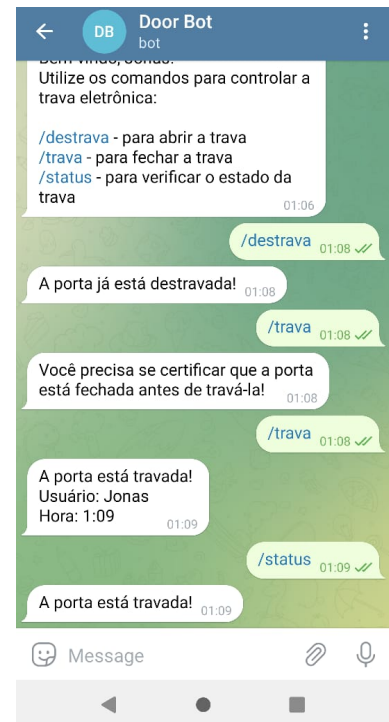 Door Bot
DB
bot
Bem vindo, Jonas!
Utilize os comandos para controlar a
trava eletrônica:
/destrava - para abrir a trava
/trava - para fechar a trava
/status - para verificar o estado da
trava
01:06
/destrava 01:08
A porta já está destravada! 01:08
/trava 01:08
Você precisa se certificar que a porta
está fechada antes de travá-la! 01:08
/trava 01:08
A porta está travada!
Usuário: Jonas
Hora: 1:09 01:09
/status 01:09
A porta está travada! 01:09
Message